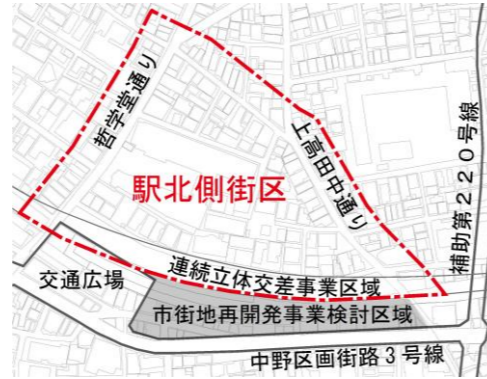 哲学堂通り
上高田中通り
駅北側街区
補助第220号線
連続立体交差事業区域
交通広場
市街地再開発事業検討区域
中野区画街路3号線